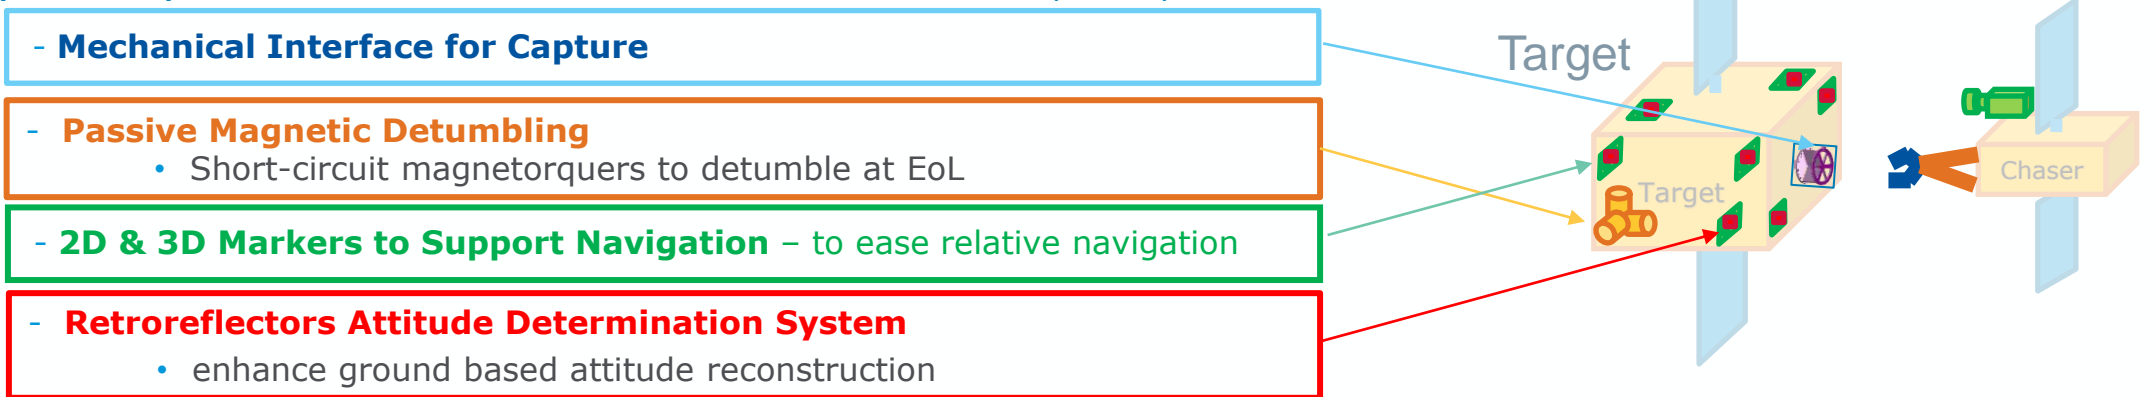 - Mechanical Interface for Capture
Target
- Passive Magnetic Detumbling
• Short-circuit magnetorquers to detumble at EoL
Target
Chaser
- 2D & 3D Markers to Support Navigation – to ease relative navigation
- Retroreflectors Attitude Determination System
• enhance ground based attitude reconstruction